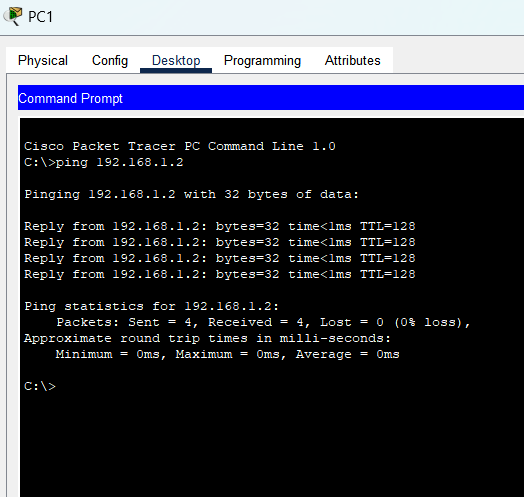 PC1
Physical Config Desktop Programming Attributes
Command Prompt
Cisco Packet Tracer PC Command Line 1.0
C:\>ping 192.168.1.2
Pinging 192.168.1.2 with 32 bytes of data:
Reply from 192.168.1.2: bytes=32 time<1ms TTL=128
Reply from 192.168.1.2: bytes=32 time<1ms TTL=128
Reply from 192.168.1.2: bytes=32 time<1ms TTL=128
Reply from 192.168.1.2: bytes=32 time<1ms TTL=128
Ping statistics for 192.168.1.2:
Packets: Sent = 4, Received = 4, Lost = 0 (0% loss),
Approximate round trip times in milli-seconds:
Minimum = 0ms, Maximum = 0ms, Average = 0ms
C:\>